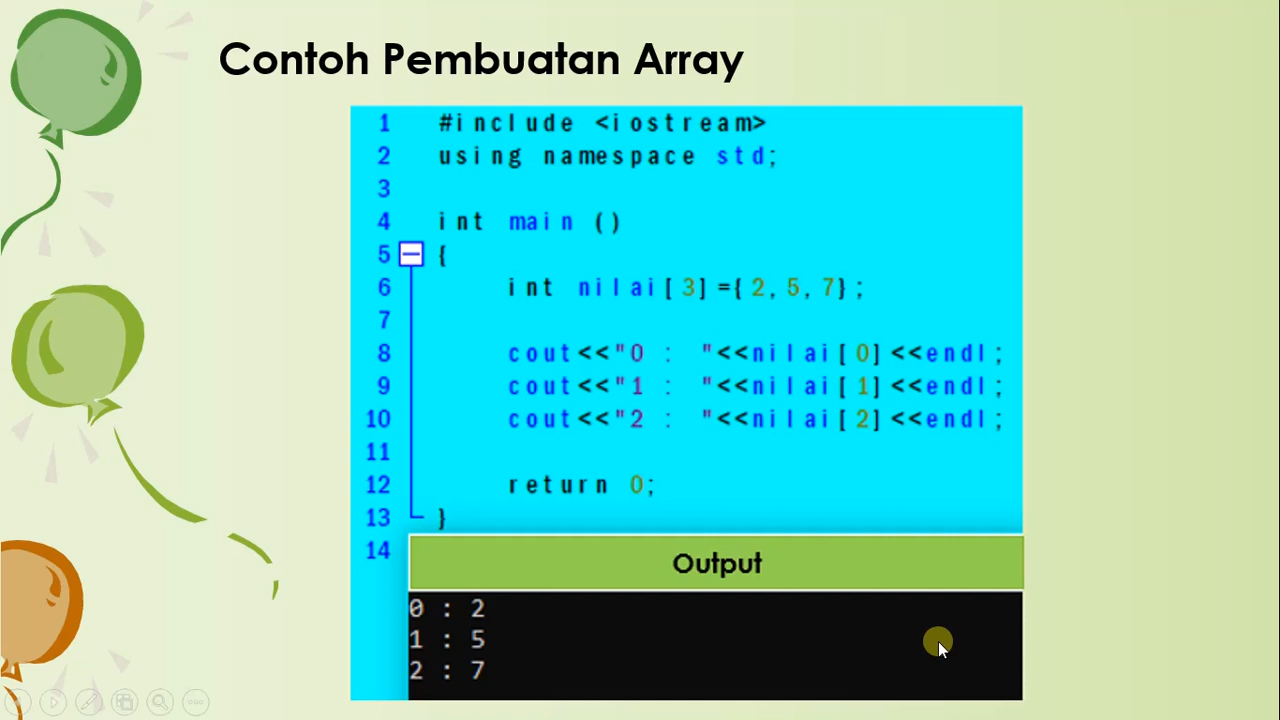 Contoh Pembuatan Array
1 #include <iostream>
2 using namespace std;
3
4 int main ()
5 {
6 int nilai[3]={2,5,7};
7
8 cout<<"0 : "<<nilai[0]<<endl;
9 cout<<"1 : "<<nilai[1]<<endl;
10 cout<<"2 : "<<nilai[2]<<endl;
11
12 return 0;
13 }
14
Output
0 : 2
1 : 5
2 : 7